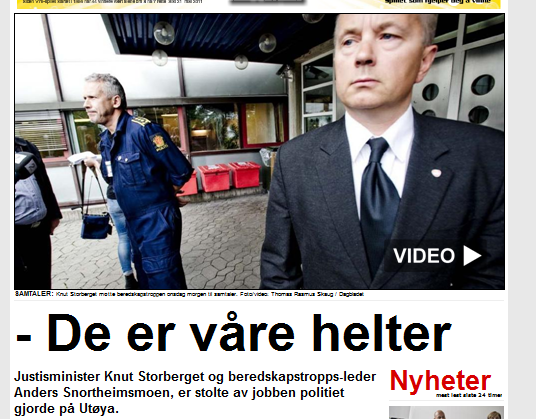 Spillet som hjelper deg å vinne
VIDEO
SAMTALER: Knut Storberget møtte beredskapstroppen onsdag morgen til samtaler. Foto/video: Thomas Rasmus Skaug / Dagbladet
- De er våre helter
Justisminister Knut Storberget og beredskapstropps-leder
Anders Snortheimsmoen, er stolte av jobben politiet
gjorde på Utøya.
Nyheter
mest lest siste 24 timer